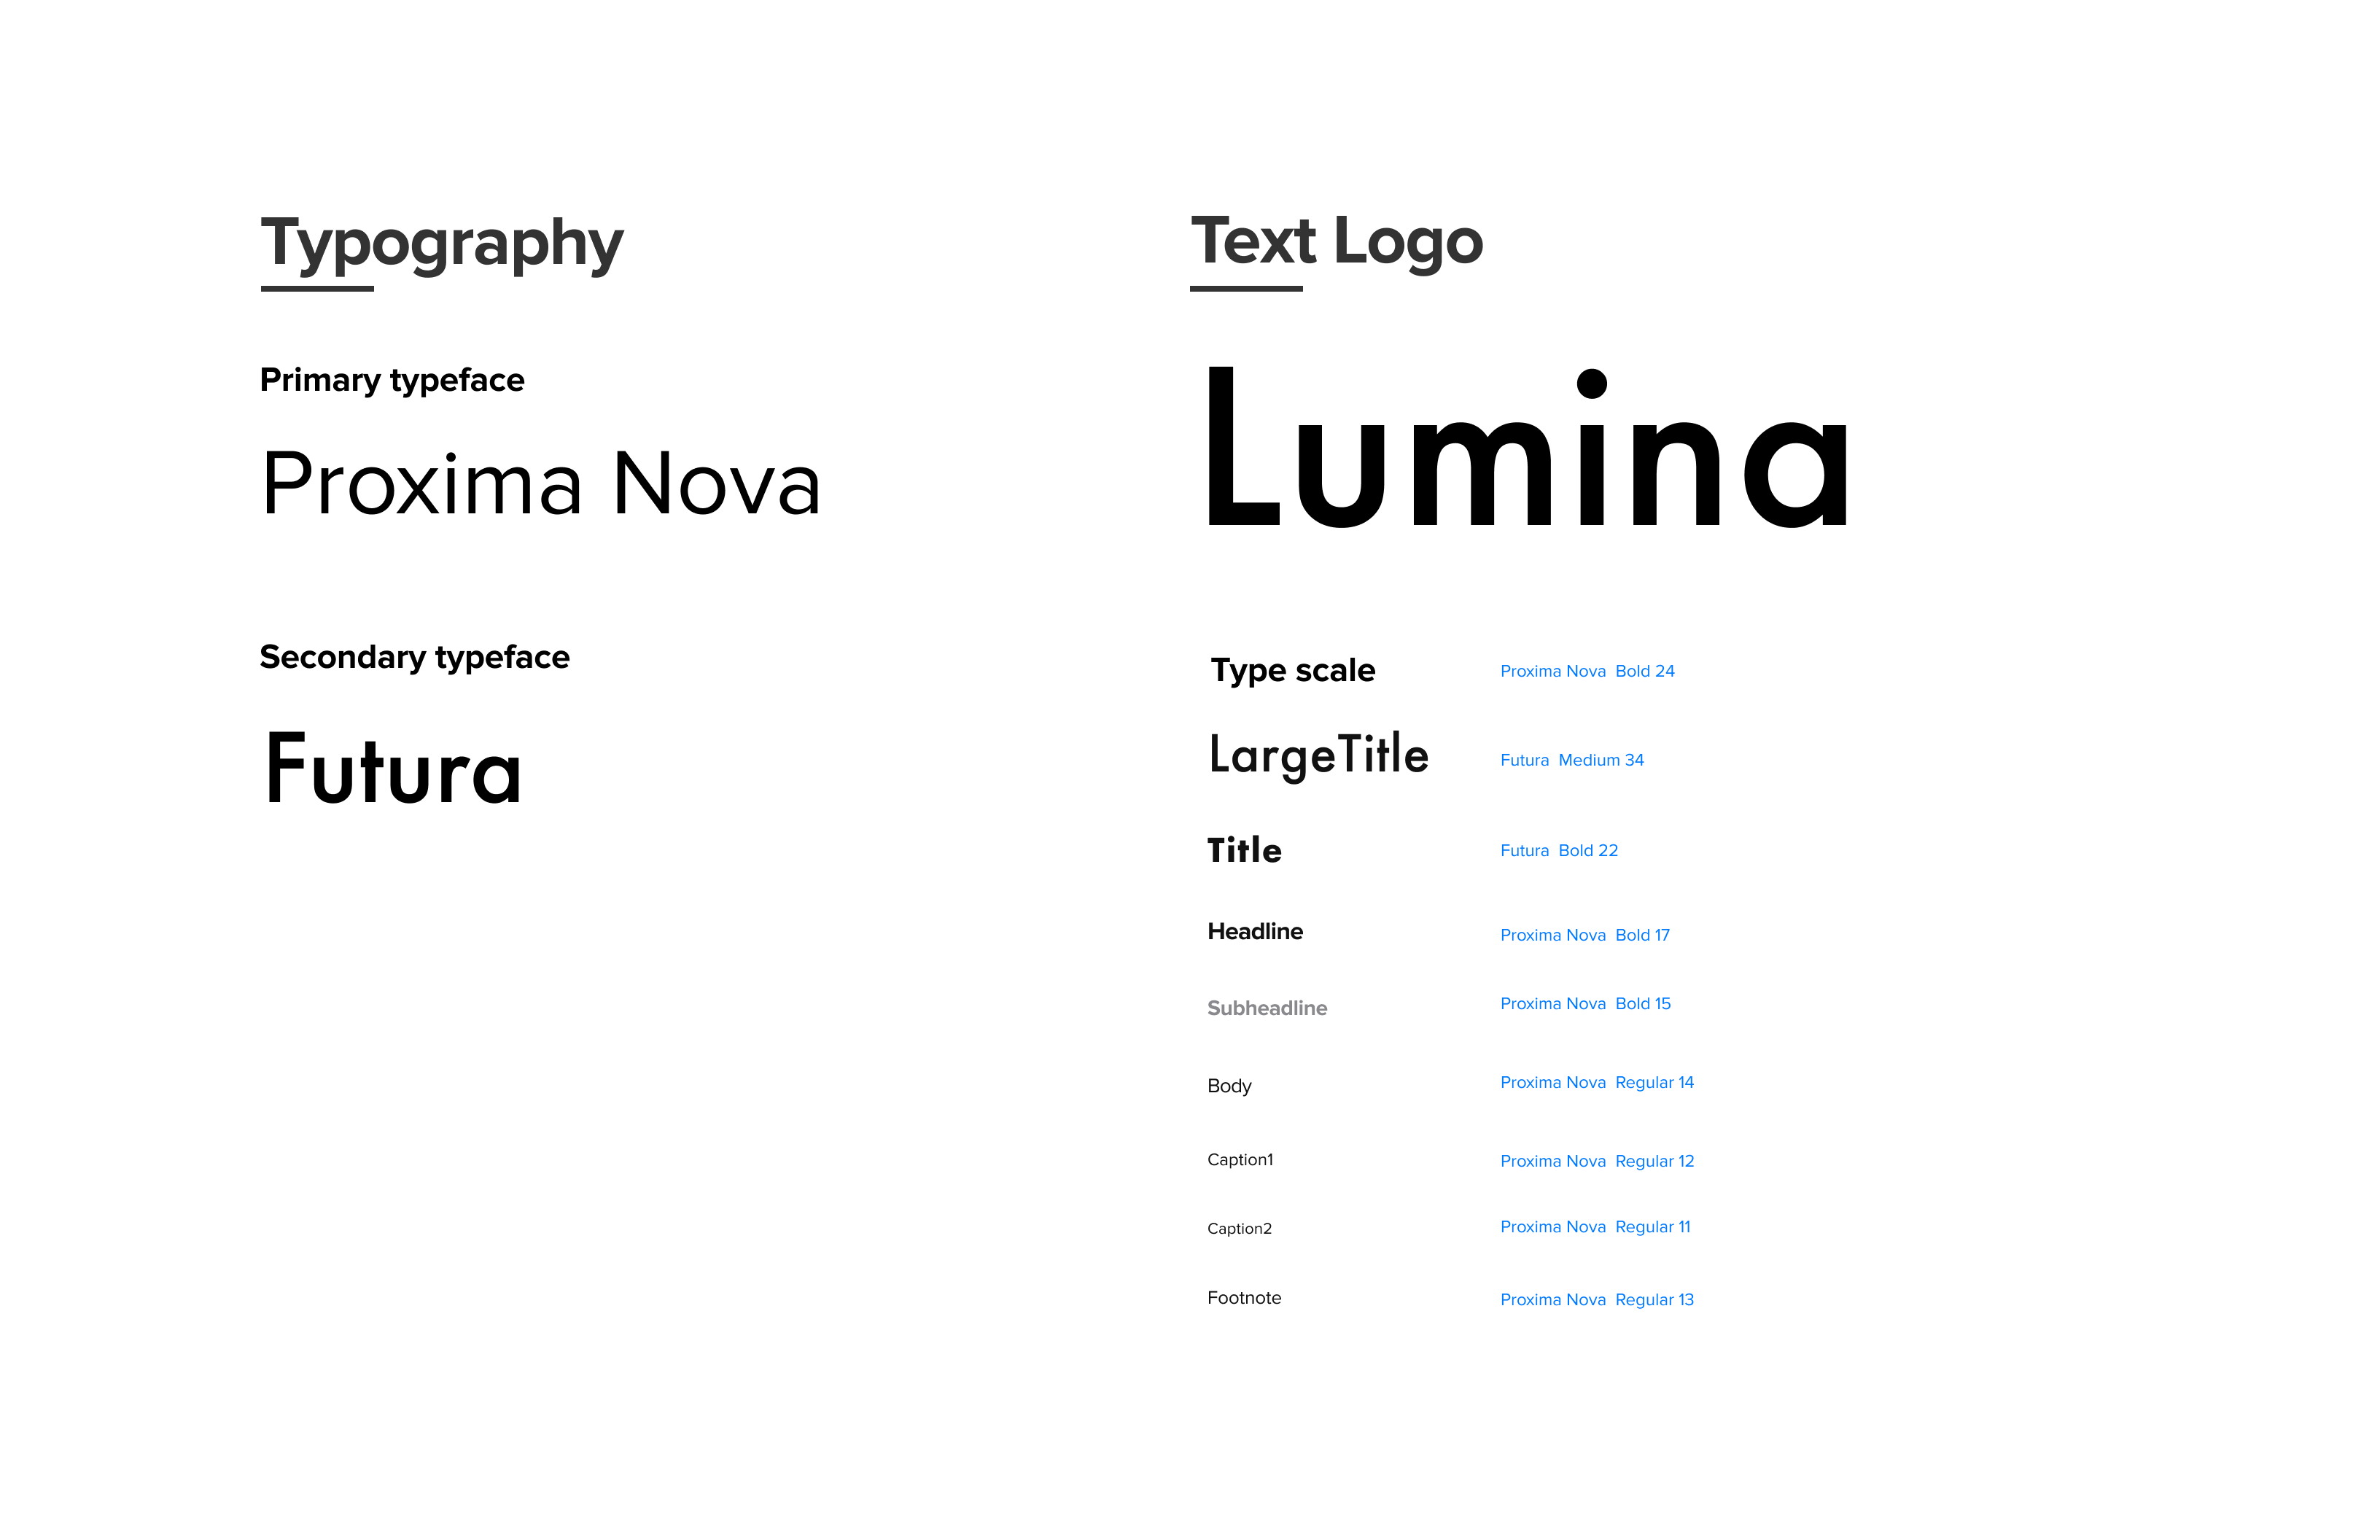 Typography
Primary typeface
Proxima Nova
Secondary typeface
Futura
Text Logo
Lumina
Type scale Proxima Nova Bold 24
LargeTitle Futura Medium 34
Title Futura Bold 22
Headline Proxima Nova Bold 17
Subheadline Proxima Nova Bold 15
Body Proxima Nova Regular 14
Caption1 Proxima Nova Regular 12
Caption2 Proxima Nova Regular 11
Footnote Proxima Nova Regular 13